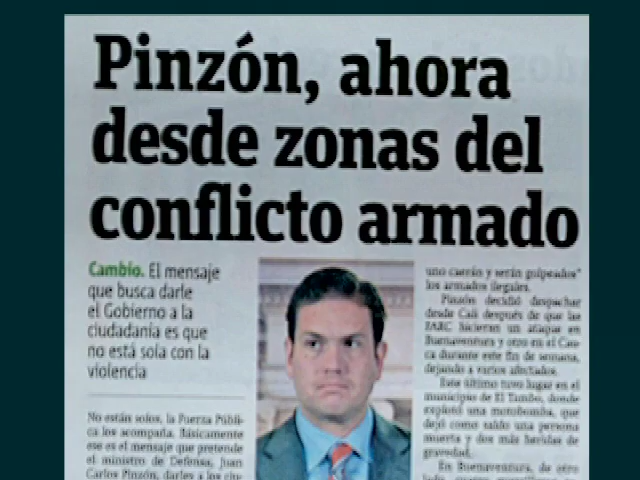 Pinzón, ahora
desde zonas del
conflicto armado
Cambio. El mensaje
que busca darle
el Gobierno a la
ciudadanía es que
no está sola con la
violencia
No están solos, la Fuerza Públi-
ca los acompaña. Básicamente
ese es el mensaje que pretende
el ministro de Defensa, Juan
Carlos Pinzón, darles a los ciu-
uno caerán y serán golpeados"
los armados ilegales.
Pinzón decidió despachar
desde Cali después de que las
FARC hicieran un ataque en
Buenaventura y otro en el Cau-
ca durante este fin de semana,
dejando a varios afectados.
Este último tuvo lugar en el
municipio de El Tambo, donde
explotó una motobomba, que
dejó como saldo una persona
muerta y dos más heridas de
gravedad.
En Buenaventura, de otro